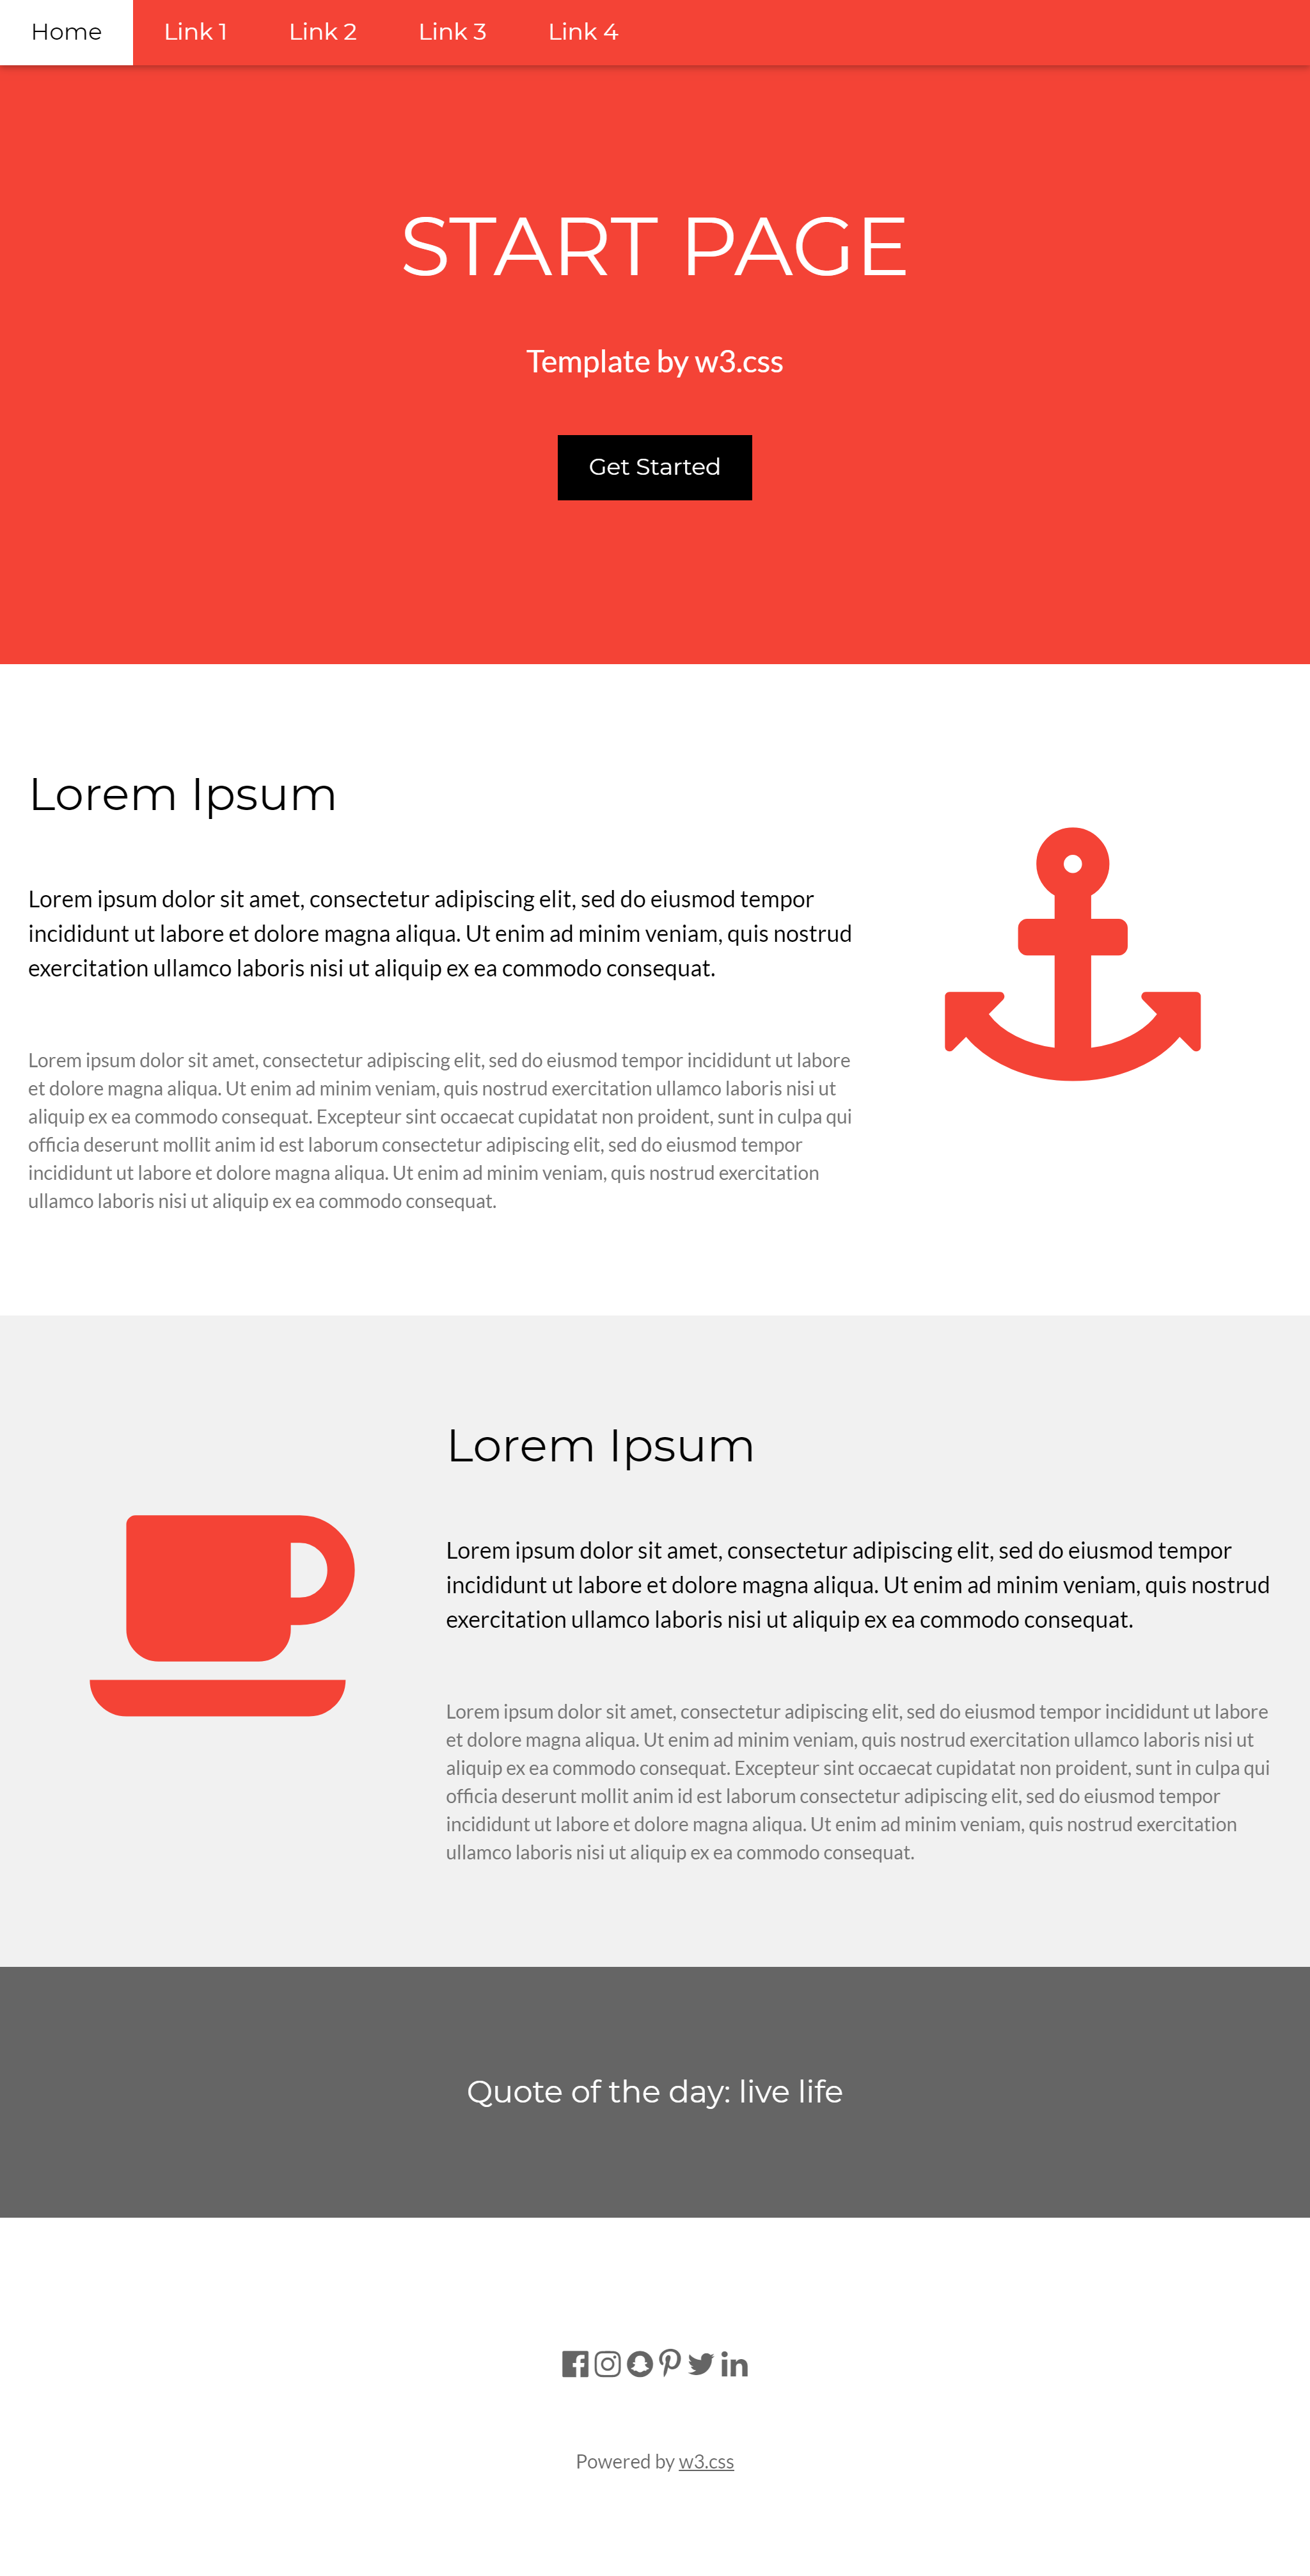 Home Link 1 Link 2 Link 3 Link 4
START PAGE
Template by w3.css
Get Started
Lorem Ipsum
Lorem ipsum dolor sit amet, consectetur adipiscing elit, sed do eiusmod tempor
incididunt ut labore et dolore magna aliqua. Ut enim ad minim veniam, quis nostrud
exercitation ullamco laboris nisi ut aliquip ex ea commodo consequat.
Lorem ipsum dolor sit amet, consectetur adipiscing elit, sed do eiusmod tempor incididunt ut labore
et dolore magna aliqua. Ut enim ad minim veniam, quis nostrud exercitation ullamco laboris nisi ut
aliquip ex ea commodo consequat. Excepteur sint occaecat cupidatat non proident, sunt in culpa qui
officia deserunt mollit anim id est laborum consectetur adipiscing elit, sed do eiusmod tempor
incididunt ut labore et dolore magna aliqua. Ut enim ad minim veniam, quis nostrud exercitation
ullamco laboris nisi ut aliquip ex ea commodo consequat.
Lorem Ipsum
Lorem ipsum dolor sit amet, consectetur adipiscing elit, sed do eiusmod tempor
incididunt ut labore et dolore magna aliqua. Ut enim ad minim veniam, quis nostrud
exercitation ullamco laboris nisi ut aliquip ex ea commodo consequat.
Lorem ipsum dolor sit amet, consectetur adipiscing elit, sed do eiusmod tempor incididunt ut labore
et dolore magna aliqua. Ut enim ad minim veniam, quis nostrud exercitation ullamco laboris nisi ut
aliquip ex ea commodo consequat. Excepteur sint occaecat cupidatat non proident, sunt in culpa qui
officia deserunt mollit anim id est laborum consectetur adipiscing elit, sed do eiusmod tempor
incididunt ut labore et dolore magna aliqua. Ut enim ad minim veniam, quis nostrud exercitation
ullamco laboris nisi ut aliquip ex ea commodo consequat.
Quote of the day: live life
Powered by w3.css